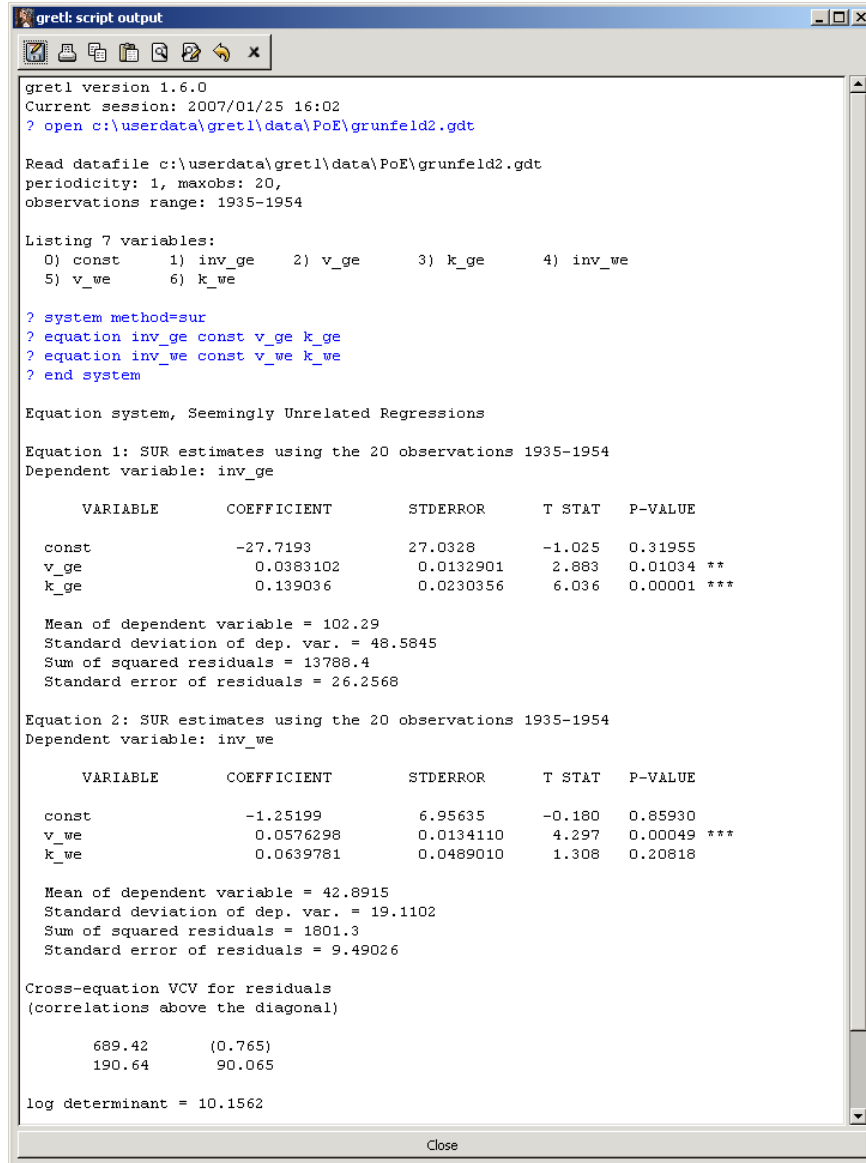 gretl: script output
gretl version 1.6.0
Current session: 2007/01/25 16:02
? open c:\userdata\gretl\data\PoE\grunfeld2.gdt
Read datafile c:\userdata\gretl\data\PoE\grunfeld2.gdt
periodicity: 1, maxobs: 20,
observations range: 1935-1954
Listing 7 variables:
0) const 1) inv_ge 2) v_ge 3) k_ge 4) inv_we
5) v_we 6) k_we
? system method=sur
? equation inv_ge const v_ge k_ge
? equation inv_we const v_we k_we
? end system
Equation system, Seemingly Unrelated Regressions
Equation 1: SUR estimates using the 20 observations 1935-1954
Dependent variable: inv_ge
VARIABLE COEFFICIENT STDERROR T STAT P-VALUE
const -27.7193 27.0328 -1.025 0.31955
v_ge 0.0383102 0.0132901 2.883 0.01034 **
k_ge 0.139036 0.0230356 6.036 0.00001 ***
Mean of dependent variable = 102.29
Standard deviation of dep. var. = 48.5845
Sum of squared residuals = 13788.4
Standard error of residuals = 26.2568
Equation 2: SUR estimates using the 20 observations 1935-1954
Dependent variable: inv_we
VARIABLE COEFFICIENT STDERROR T STAT P-VALUE
const -1.25199 6.95635 -0.180 0.85930
v_we 0.0576298 0.0134110 4.297 0.00049 ***
k_we 0.0639781 0.0489010 1.308 0.20818
Mean of dependent variable = 42.8915
Standard deviation of dep. var. = 19.1102
Sum of squared residuals = 1801.3
Standard error of residuals = 9.49026
Cross-equation VCV for residuals
(correlations above the diagonal)
689.42 (0.765)
190.64 90.065
log determinant = 10.1562
Close